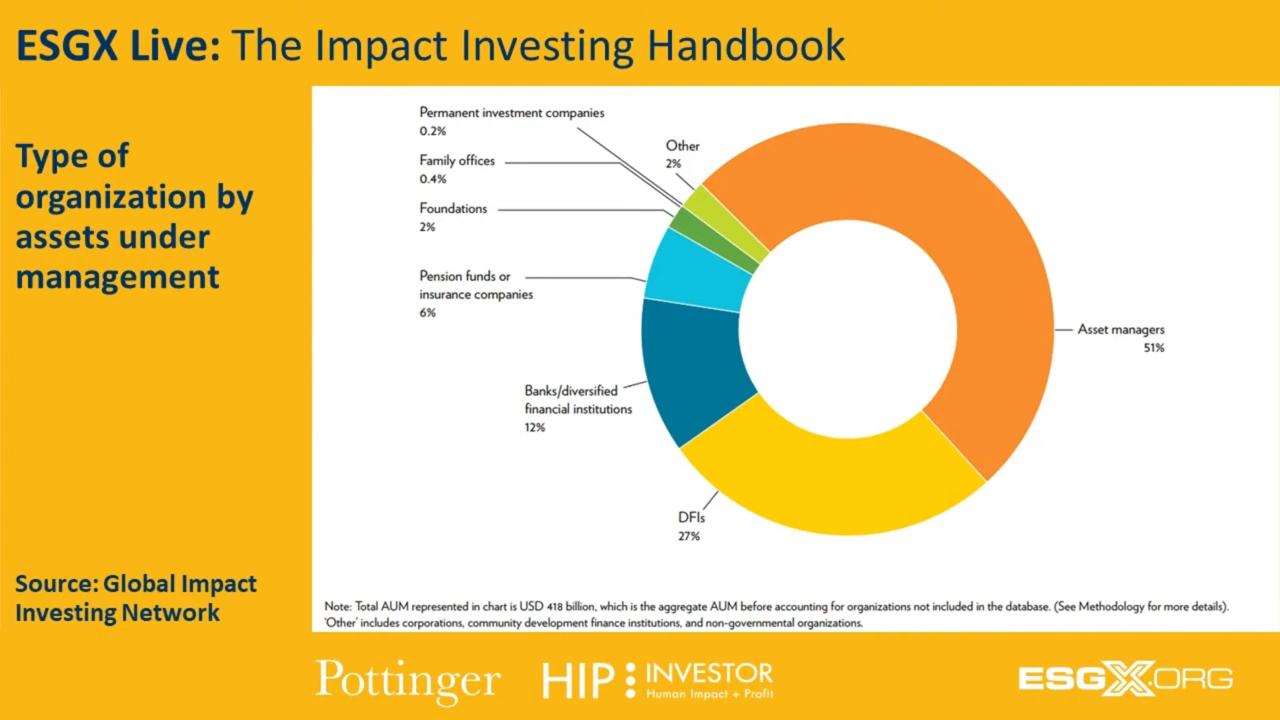 ESGX Live: The Impact Investing Handbook
Type of
organization by
assets under
management
Source: Global Impact
Investing Network
Permanent investment companies
0.2%
Family offices
0.4%
Foundations
2%
Pension funds or
insurance companies
6%
Banks/diversified
financial institutions
12%
DFIs
27%
Other
2%
Asset managers
51%
Note: Total AUM represented in chart is USD 418 billion, which is the aggregate AUM before accounting for organizations not included in the database. (See Methodology for more details).
'Other' includes corporations, community development finance institutions, and non-governmental organizations.
Pottinger
HIP INVESTOR
Human Impact + Profit
ESGX.ORG